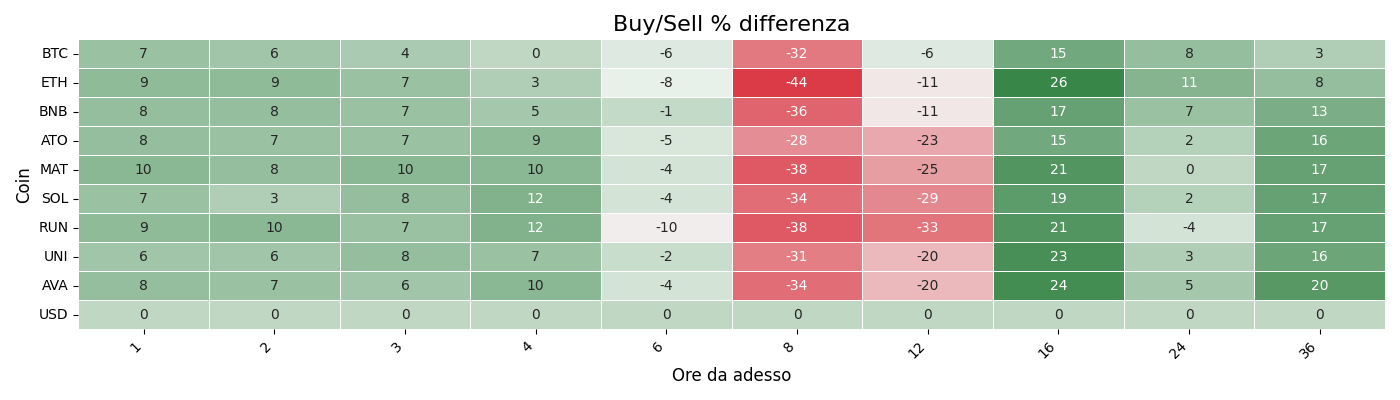 Buy/Sell % differenza
Coin
BTC 7 6 4 0 -6 -32 -6 15 8 3
ETH 9 9 7 3 -8 -44 -11 26 11 8
BNB 8 8 7 5 -1 -36 -11 17 7 13
ATO 8 7 7 9 -5 -28 -23 15 2 16
MAT 10 8 10 10 -4 -38 -25 21 0 17
SOL 7 3 8 12 -4 -34 -29 19 2 17
RUN 9 10 7 12 -10 -38 -33 21 -4 17
UNI 6 6 8 7 -2 -31 -20 23 3 16
AVA 8 7 6 10 -4 -34 -20 24 5 20
USD 0 0 0 0 0 0 0 0 0 0
1 2 3 4 6 8 12 16 24 36
Ore da adesso